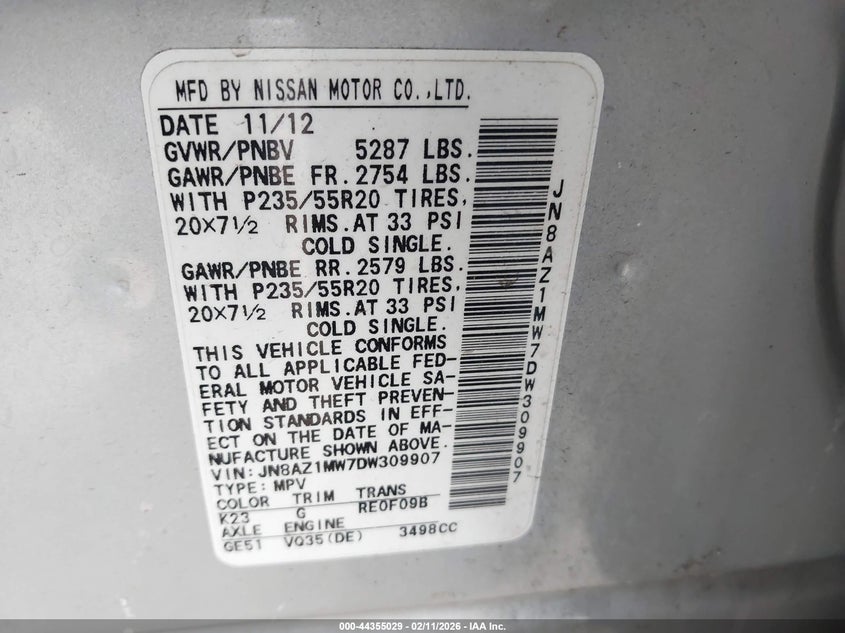 MFD BY NISSAN MOTOR CO.,LTD.
DATE 11/12
GVWR/PNBV 5287 LBS.
GAWR/PNBE FR.2754 LBS.
WITH P235/55R20 TIRES,
20×7½ RIMS.AT 33 PSI
COLD SINGLE.
GAWR/PNBE RR.2579 LBS.
WITH P235/55R20 TIRES,
20×7½ RIMS.AT 33 PSI
COLD SINGLE.
THIS VEHICLE CONFORMS
TO ALL APPLICABLE FED-
ERAL MOTOR VEHICLE SA-
FETY AND THEFT PREVEN-
TION STANDARDS IN EFF-
ECT ON THE DATE OF MA-
NUFACTURE SHOWN ABOVE.
VIN:JN8AZ1MW7DW309907
TYPE:MPV
COLOR TRIM TRANS
K23 G RE0F09B
AXLE ENGINE
GE51 VQ35(DE) 3498CC
JN8AZ1MW7DW309907
000-44355029 - 02/11/2026 - IAA Inc.